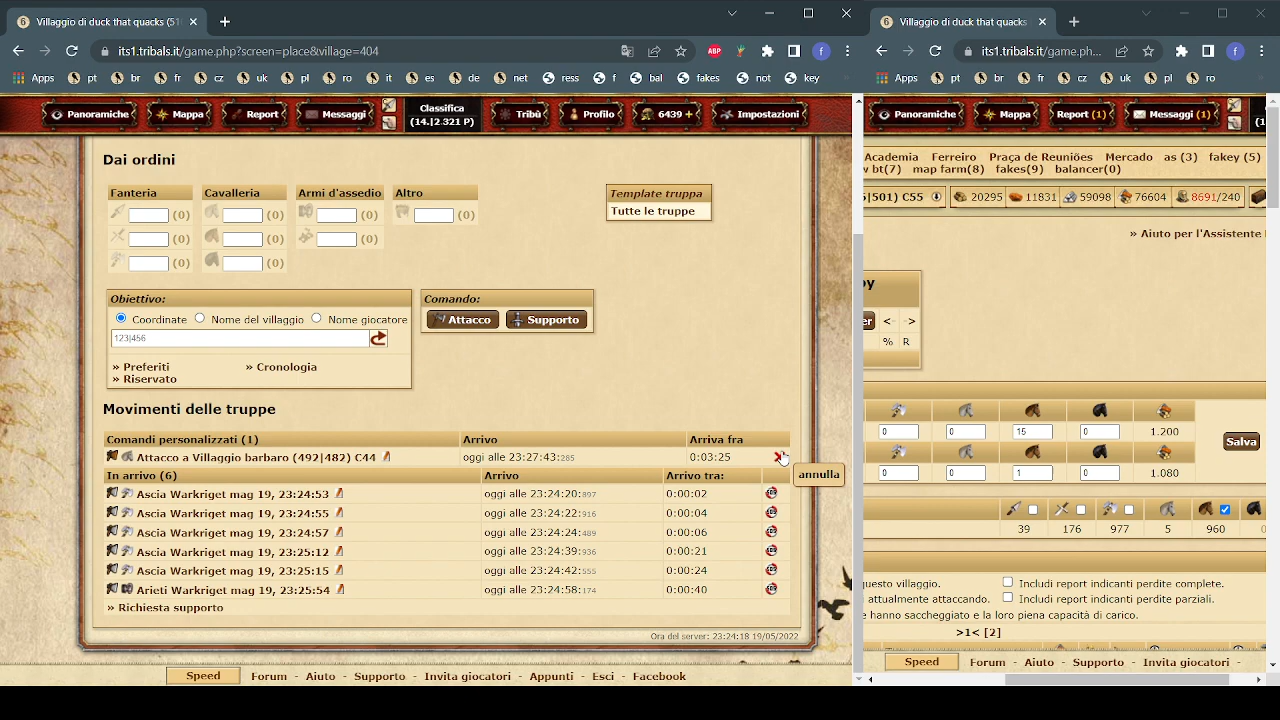 Villaggio di duck that quacks (51
its1.tribals.it/game.php?screen=place&village=404
ABP
f
Apps pt br fr cz uk pl ro it es de net ress f bal fakes not key
Panoramiche Mappa Report Messaggi Classifica (14.|2.321 P) Tribù Profilo 6439 + Impostazioni
Dai ordini
Fanteria Cavalleria Armi d'assedio Altro
(0) (0) (0) (0)
(0) (0) (0)
(0) (0)
Template truppa
Tutte le truppe
Obiettivo:
Coordinate Nome del villaggio Nome giocatore
123|456
» Preferiti » Cronologia
» Riservato
Comando:
Attacco Supporto
Movimenti delle truppe
Comandi personalizzati (1) Arrivo Arriva fra
Attacco a Villaggio barbaro (492|482) C44 oggi alle 23:27:43:285 0:03:25
annulla
In arrivo (6) Arrivo Arrivo tra:
Ascia Warkriget mag 19, 23:24:53 oggi alle 23:24:20:897 0:00:02
Ascia Warkriget mag 19, 23:24:55 oggi alle 23:24:22:916 0:00:04
Ascia Warkriget mag 19, 23:24:57 oggi alle 23:24:24:489 0:00:06
Ascia Warkriget mag 19, 23:25:12 oggi alle 23:24:39:936 0:00:21
Ascia Warkriget mag 19, 23:25:15 oggi alle 23:24:42:555 0:00:24
Arieti Warkriget mag 19, 23:25:54 oggi alle 23:24:58:174 0:00:40
» Richiesta supporto
Ora del server: 23:24:18 19/05/2022
Speed Forum - Aiuto - Supporto - Invita giocatori - Appunti - Esci - Facebook
Villaggio di duck that quacks
its1.tribals.it/game.ph...
f
Apps pt br fr cz uk pl ro
Panoramiche Mappa Report (1) Messaggi (1) (1
Academia Ferreiro Praça de Reuniões Mercado as (3) fakey (5)
v bt(7) map farm(8) fakes(9) balancer(0)
|501) C55 20295 11831 59098 76604 8691/240
» Aiuto per l'Assistente
oy
er <- ->
% R
0 0 15 0 1.200
0 0 1 0 1.080
Salva
39 176 977 5 960
questo villaggio. Includi report indicanti perdite complete.
i attualmente attaccando. Includi report indicanti perdite parziali.
e hanno saccheggiato e la loro piena capacità di carico.
>1< [2]
Speed Forum - Aiuto - Supporto - Invita giocatori -